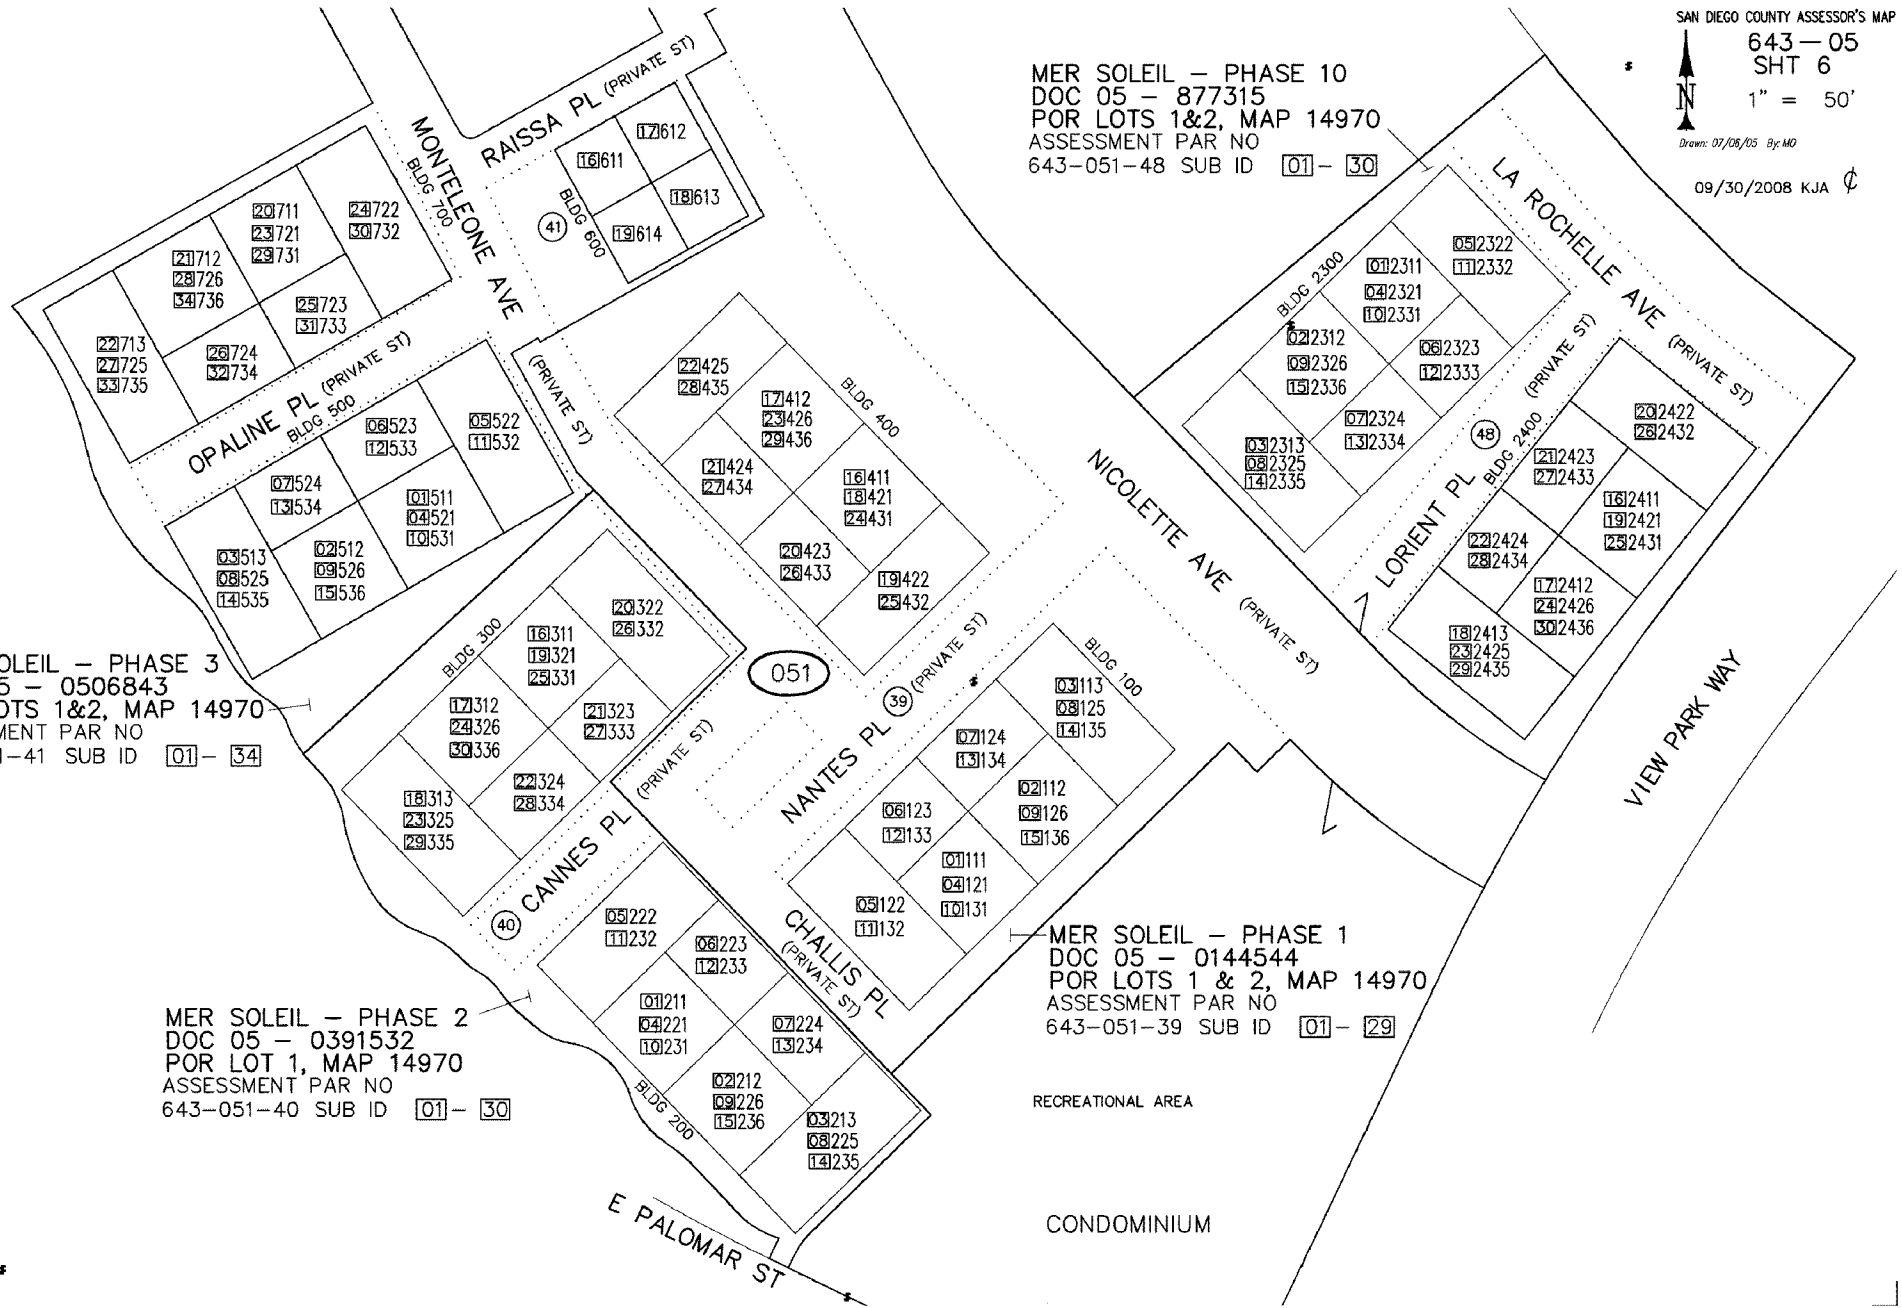 SAN DIEGO COUNTY ASSESSOR'S MAP
643 — 05
SHT 6
N
1" = 50'
Drawn: 07/06/05 By: MO
09/30/2008 KJA ₵
MER SOLEIL — PHASE 10
DOC 05 — 877315
POR LOTS 1&2, MAP 14970
ASSESSMENT PAR NO
643-051-48 SUB ID 01 - 30
RAISSA PL (PRIVATE ST)
MONTELEONE AVE
(PRIVATE ST)
BLDG 700
20 711
23 721
29 731
24 722
30 732
21 712
28 726
34 736
25 723
31 733
22 713
27 725
33 735
26 724
32 734
17 612
16 611
18 613
19 614
41
BLDG 600
OPALINE PL (PRIVATE ST)
BLDG 500
06 523
12 533
05 522
11 532
07 524
13 534
01 511
04 521
10 531
03 513
08 525
14 535
02 512
09 526
15 536
22 425
28 435
17 412
23 426
29 436
BLDG 400
21 424
27 434
16 411
18 421
24 431
20 423
26 433
19 422
25 432
NICOLETTE AVE (PRIVATE ST)
LA ROCHELLE AVE (PRIVATE ST)
BLDG 2300
05 2322
11 2332
01 2311
04 2321
10 2331
02 2312
09 2326
15 2336
06 2323
12 2333
07 2324
13 2334
03 2313
08 2325
14 2335
LORIENT PL (PRIVATE ST)
48
BLDG 2400
20 2422
26 2432
21 2423
27 2433
16 2411
19 2421
25 2431
22 2424
28 2434
17 2412
24 2426
30 2436
18 2413
23 2425
29 2435
VIEW PARK WAY
OLEIL — PHASE 3
5 — 0506843
OTS 1&2, MAP 14970
MENT PAR NO
1-41 SUB ID 01 - 34
BLDG 300
20 322
26 332
16 311
19 321
25 331
17 312
24 326
30 336
21 323
27 333
22 324
28 334
18 313
23 325
29 335
051
40 CANNES PL (PRIVATE ST)
NANTES PL 39 (PRIVATE ST)
BLDG 100
03 113
08 125
14 135
07 124
13 134
02 112
09 126
15 136
06 123
12 133
01 111
04 121
10 131
05 122
11 132
CHALLIS PL
(PRIVATE ST)
05 222
11 232
06 223
12 233
01 211
04 221
10 231
07 224
13 234
02 212
09 226
15 236
03 213
08 225
14 235
BLDG 200
MER SOLEIL — PHASE 1
DOC 05 — 0144544
POR LOTS 1 & 2, MAP 14970
ASSESSMENT PAR NO
643-051-39 SUB ID 01 - 29
MER SOLEIL — PHASE 2
DOC 05 — 0391532
POR LOT 1, MAP 14970
ASSESSMENT PAR NO
643-051-40 SUB ID 01 - 30
RECREATIONAL AREA
CONDOMINIUM
E PALOMAR ST